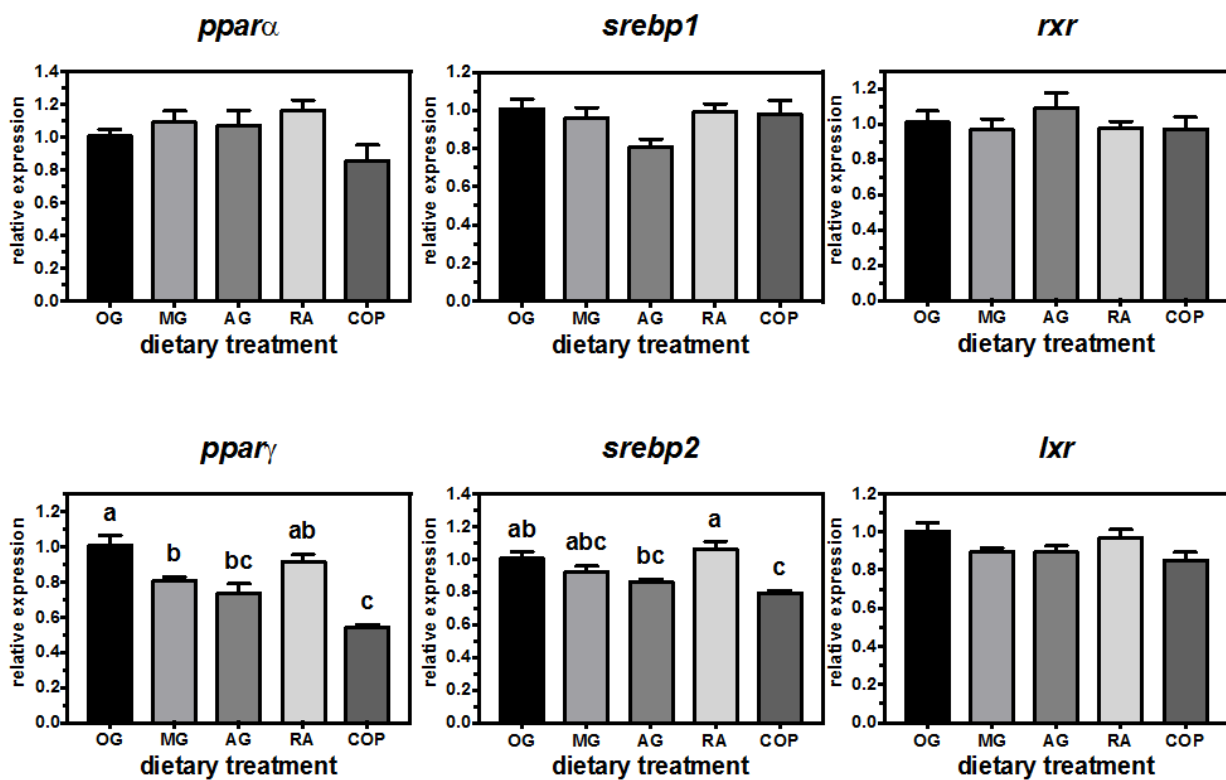 pparα
relative expression
1.4
1.2
1.0
0.8
0.6
0.4
0.2
0.0
OG MG AG RA COP
dietary treatment
srebp1
relative expression
1.2
1.0
0.8
0.6
0.4
0.2
0.0
OG MG AG RA COP
dietary treatment
rxr
relative expression
1.2
1.0
0.8
0.6
0.4
0.2
0.0
OG MG AG RA COP
dietary treatment
pparγ
relative expression
1.2
1.0
0.8
0.6
0.4
0.2
0.0
a b bc ab c
OG MG AG RA COP
dietary treatment
srebp2
relative expression
1.4
1.2
1.0
0.8
0.6
0.4
0.2
0.0
ab abc bc a c
OG MG AG RA COP
dietary treatment
lxr
relative expression
1.2
1.0
0.8
0.6
0.4
0.2
0.0
OG MG AG RA COP
dietary treatment